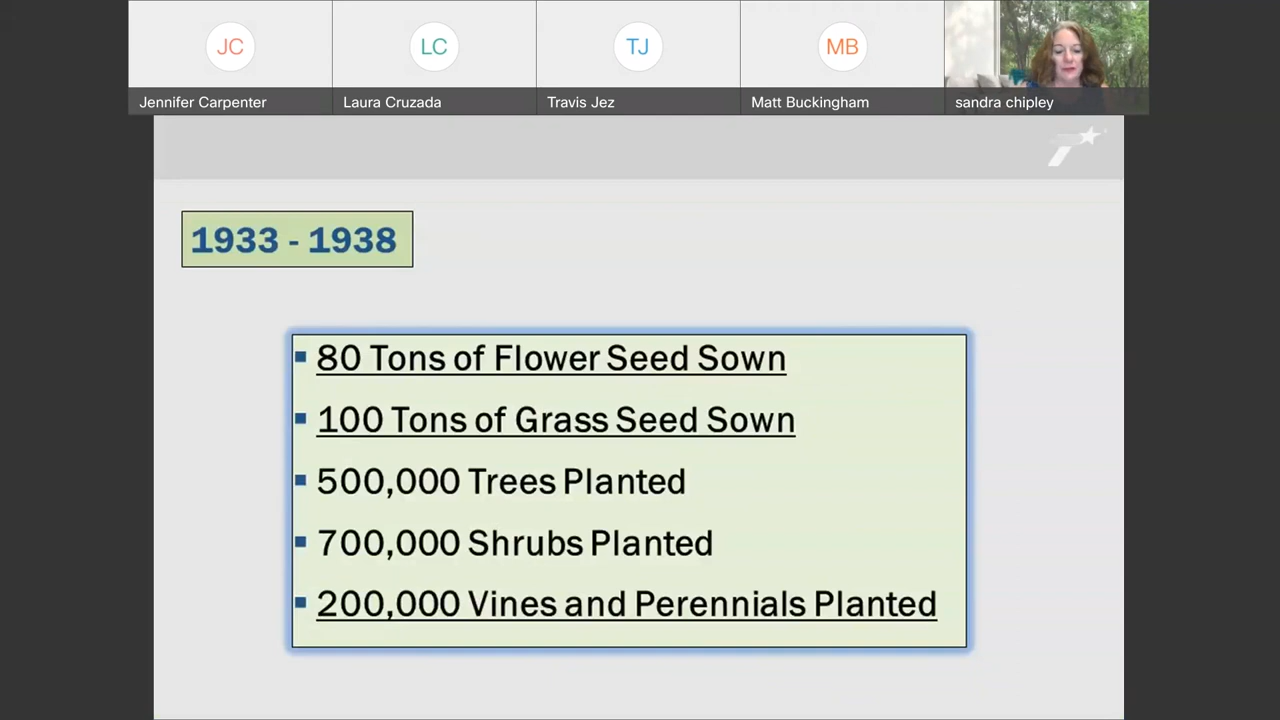 JC
LC
TJ
MB
Jennifer Carpenter
Laura Cruzada
Travis Jez
Matt Buckingham
sandra chipley
1933 - 1938
80 Tons of Flower Seed Sown
100 Tons of Grass Seed Sown
500,000 Trees Planted
700,000 Shrubs Planted
200,000 Vines and Perennials Planted